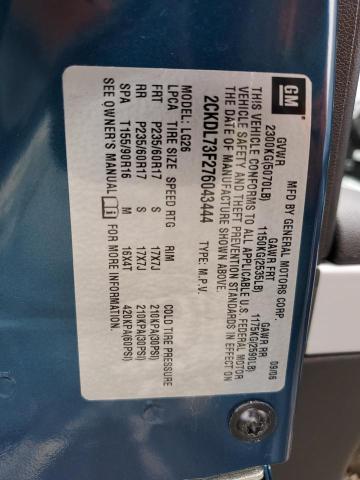 GM
MFD BY GENERAL MOTORS CORP. 09/06
GVWR GAWR FRT GAWR RR
2300KG(5070LB) 1150KG(2535LB) 1175KG(2590LB)
THIS VEHICLE CONFORMS TO ALL APPLICABLE U.S. FEDERAL MOTOR
VEHICLE SAFETY AND THEFT PREVENTION STANDARDS IN EFFECT ON
THE DATE OF MANUFACTURE SHOWN ABOVE.
2CKDL73F276043444 TYPE: M.P.V.
LPCA LG26
TIRE SIZE SPEED RTG RIM COLD TIRE PRESSURE
FRT P235/60R17 S 17X7J 210KPA(30PSI)
RR P235/60R17 S 17X7J 210KPA(30PSI)
SPA T155/90R16 M 16X4T 420KPA(60PSI)
SEE OWNER'S MANUAL FOR MORE INFORMATION.